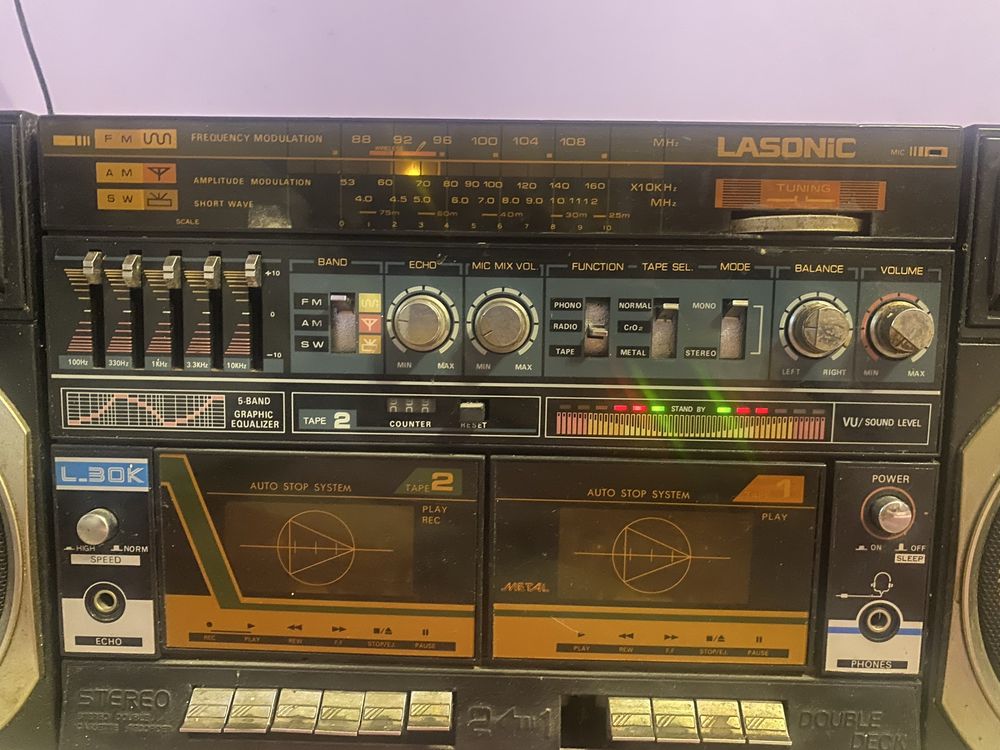 FM FREQUENCY MODULATION 88 92 96 100 104 108 MHz LASONiC MIC
AM AMPLITUDE MODULATION 53 60 70 80 90 100 120 140 160 X10KHz TUNING
SW SHORT WAVE 4.0 4.5 5.0 6.0 7.0 8.0 9.0 10 11 12 MHz
75m 60m 40m 30m 25m
SCALE 0 1 2 3 4 5 6 7 8 9 10
BAND ECHO MIC MIX VOL FUNCTION TAPE SEL. MODE BALANCE VOLUME
+10
0
-10
FM PHONO NORMAL MONO
AM RADIO CrO2
SW TAPE METAL STEREO
100Hz 330Hz 1KHz 3.3KHz 10KHz MIN MAX MIN MAX LEFT RIGHT MIN MAX
5-BAND
GRAPHIC
EQUALIZER
TAPE 2 COUNTER RESET
STAND BY
VU/SOUND LEVEL
L-30K
HIGH NORM
SPEED
ECHO
AUTO STOP SYSTEM TAPE 2
PLAY
REC
REC PLAY REW F.F STOP/EJ. PAUSE
AUTO STOP SYSTEM TAPE 1
PLAY
METAL
PLAY REW F.F STOP/EJ. PAUSE
POWER
ON OFF
SLEEP
PHONES
STEREO
DOUBLE